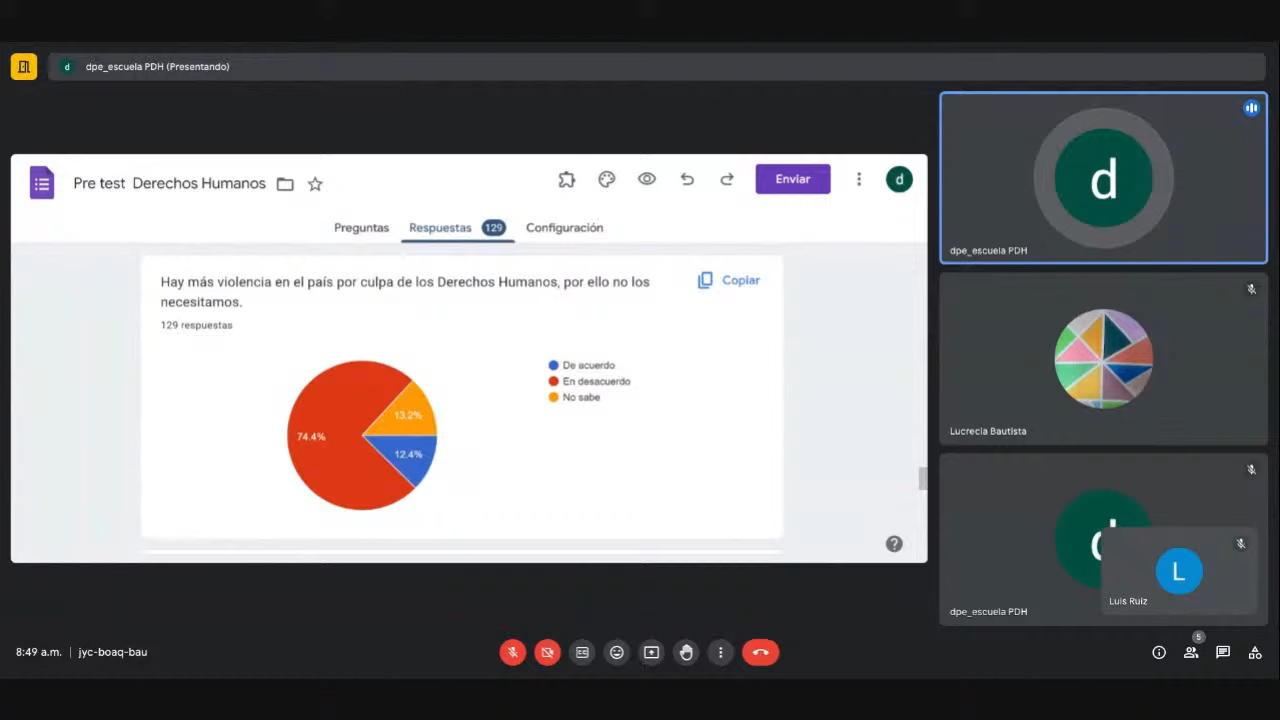 d dpe_escuela PDH (Presentando)
Pre test Derechos Humanos
Enviar
d
Preguntas Respuestas 129 Configuración
Hay más violencia en el país por culpa de los Derechos Humanos, por ello no los
necesitamos.
Copiar
129 respuestas
De acuerdo
En desacuerdo
No sabe
13.2%
74.4%
12.4%
d
dpe_escuela PDH
Lucrecia Bautista
d
dpe_escuela PDH
L
Luis Ruiz
8:49 a.m. | jyc-boaq-bau
5